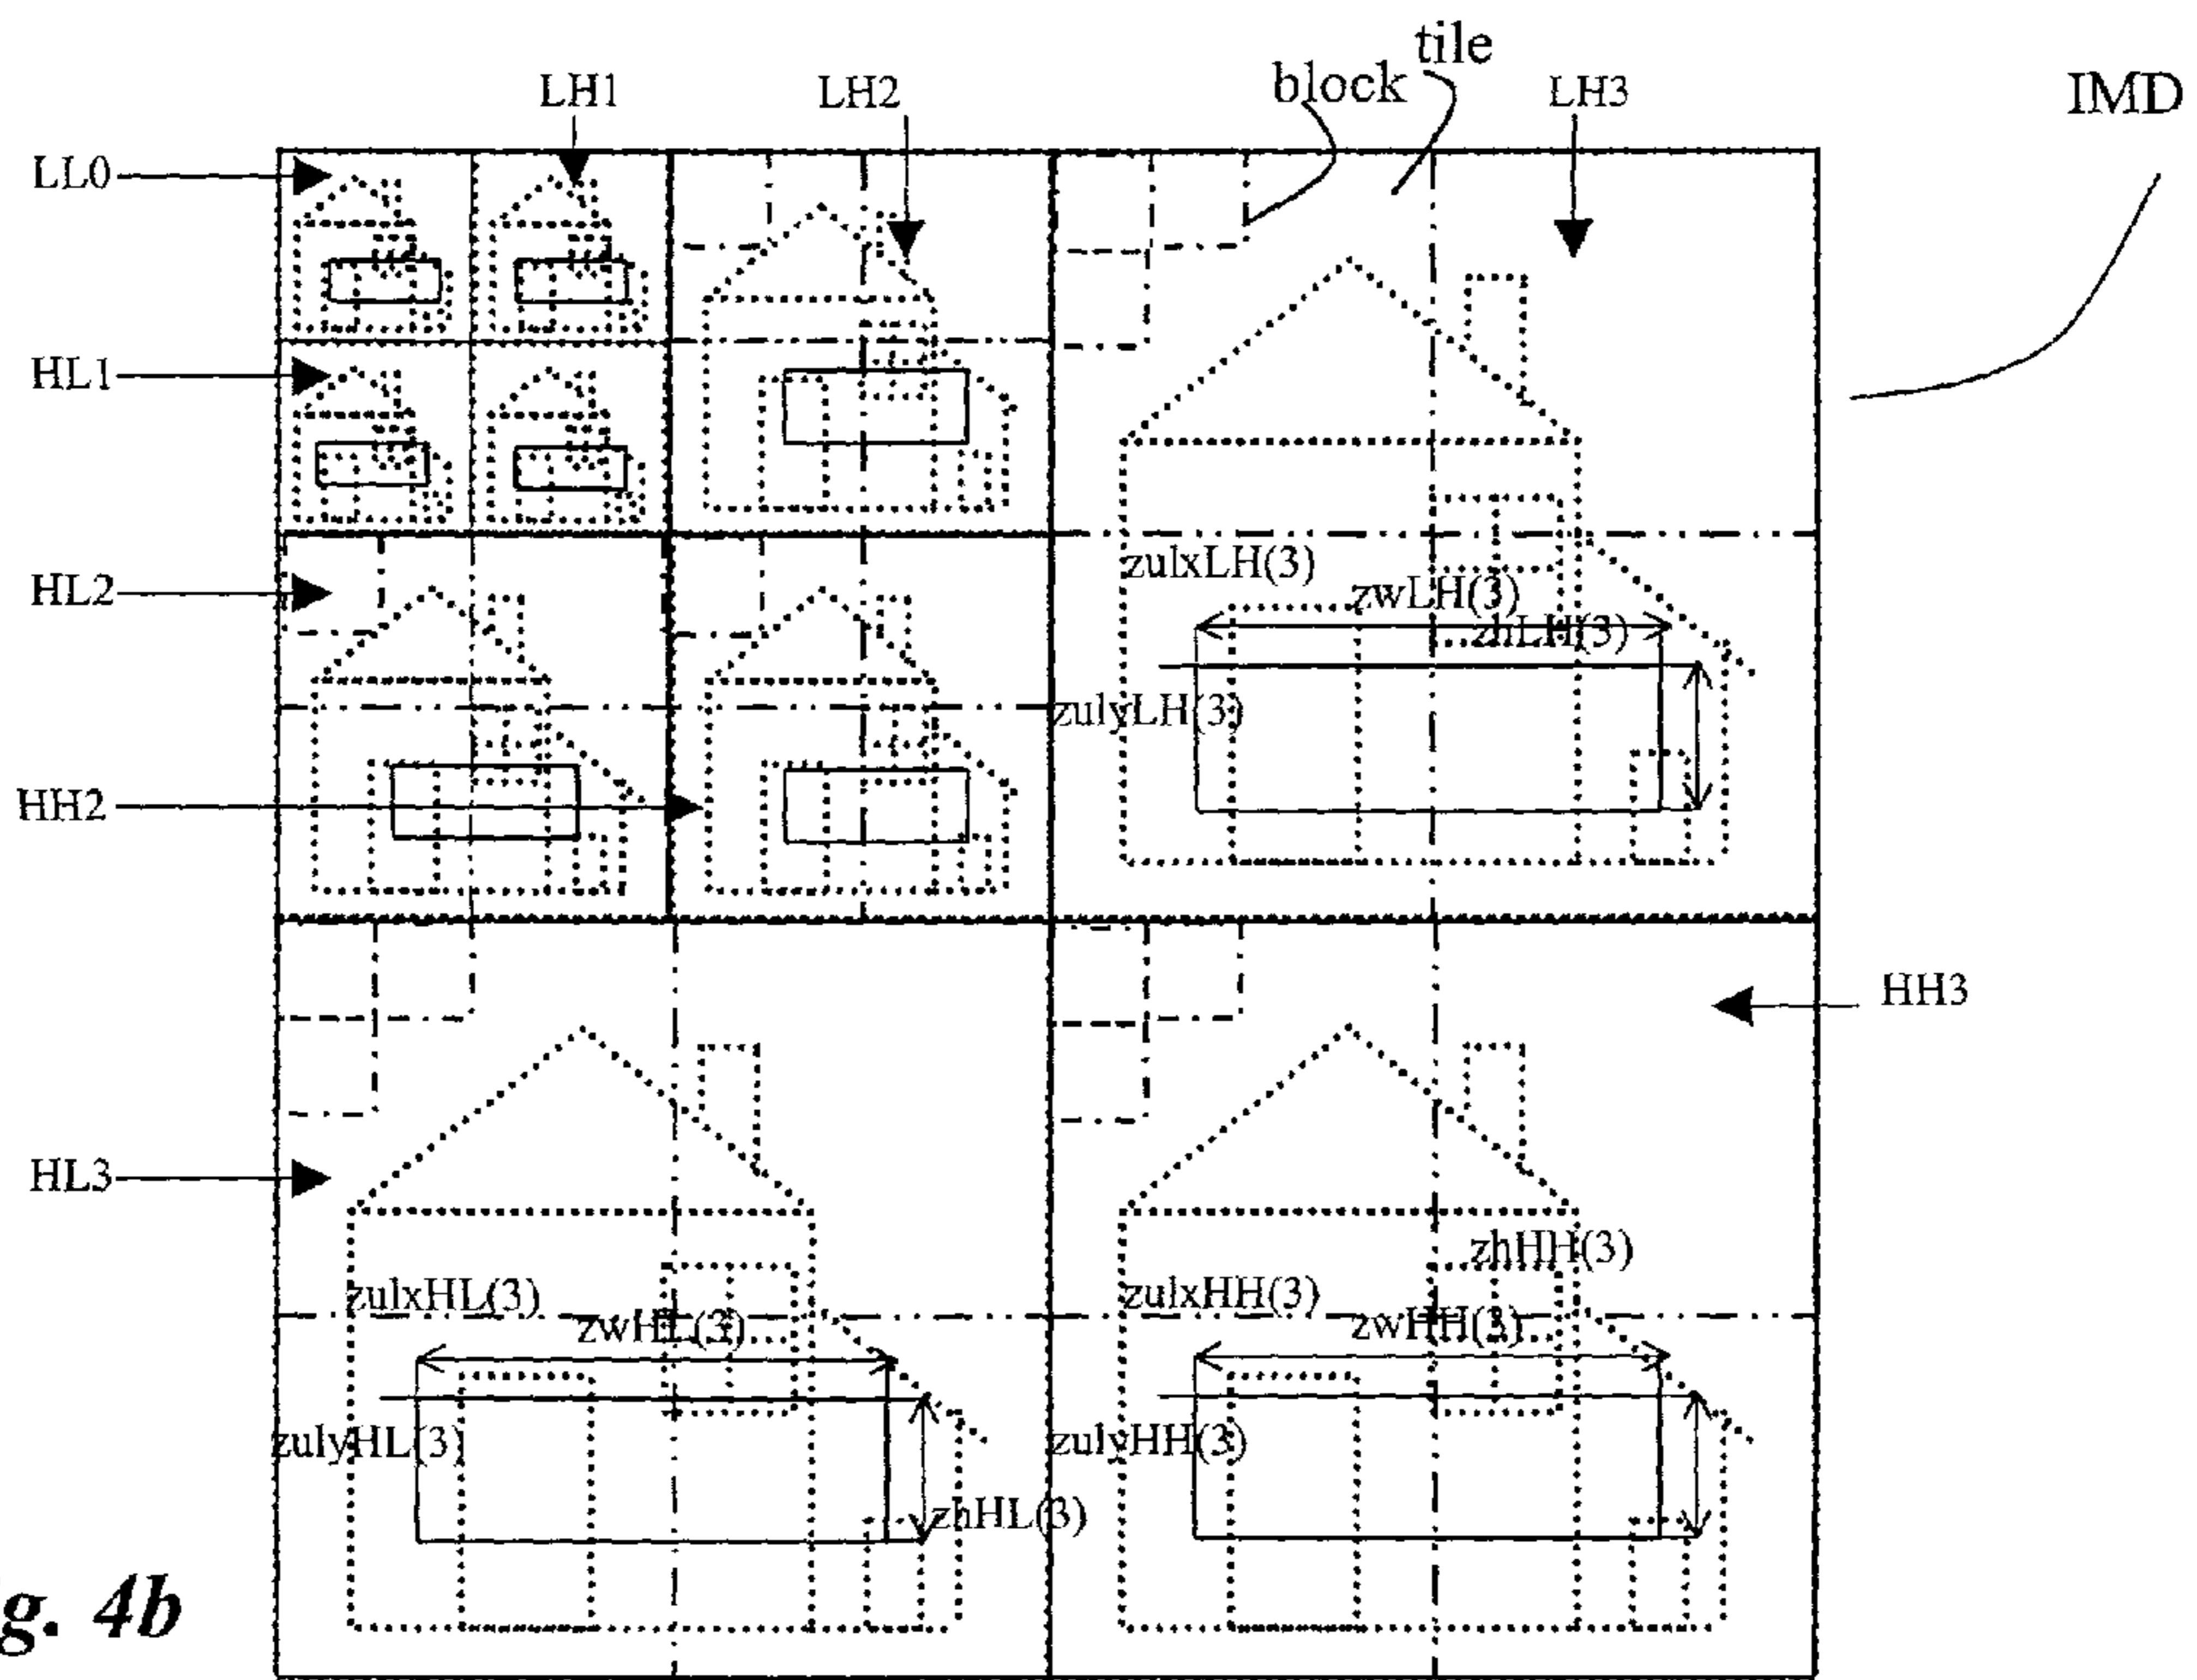 tile
block
LH1
LH2
LH3
IMD
LL0
HL1
zulxLH(3)
HL2
zwLH(3)
zhLH(3)
zulyLH(3)
HH2
HH3
HL3
zhHH(3)
zulxHL(3)
zulxHH(3)
zwHL(3)
zwHH(3)
zulyHL(3)
zulyHH(3)
zhHL(3)
g. 4b